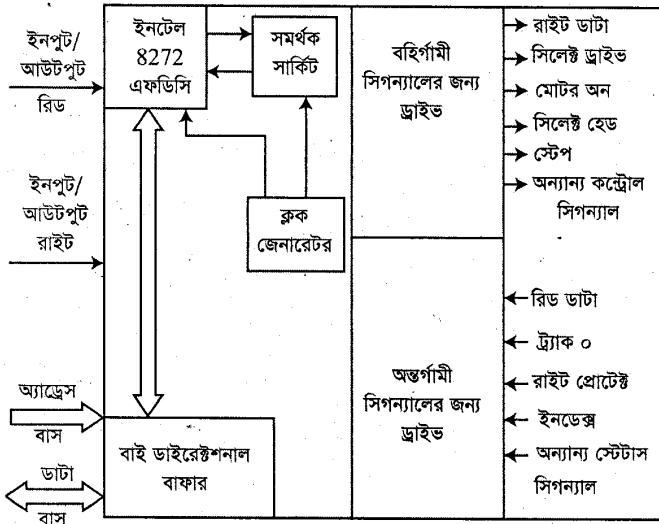 ইনপুট/
আউটপুট
রিড
ইনপুট/
আউটপুট
রাইট
অ্যাড্রেস
বাস
ডাটা
বাস
ইনটেল
8272
এফডিসি
সমর্থক
সার্কিট
ক্লক
জেনারেটর
বাই ডাইরেক্টশনাল
বাফার
বহির্গামী
সিগন্যালের জন্য
ড্রাইভ
অন্তর্গামী
সিগন্যালের জন্য
ড্রাইভ
রাইট ডাটা
সিলেক্ট ড্রাইভ
মোটর অন
সিলেক্ট হেড
স্টেপ
অন্যান্য কন্ট্রোল
সিগন্যাল
রিড ডাটা
ট্র্যাক ০
রাইট প্রোটেক্ট
ইনডেক্স
অন্যান্য স্টেটাস
সিগন্যাল